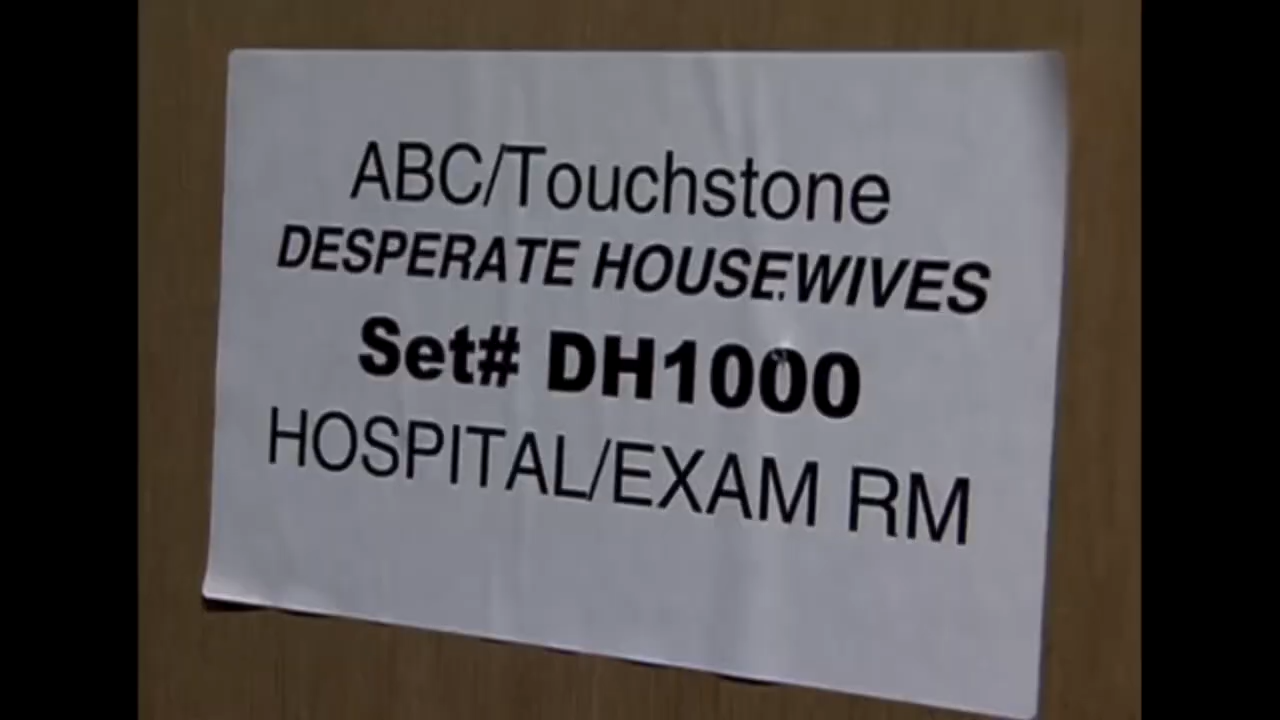 ABC/Touchstone
DESPERATE HOUSEWIVES
Set# DH1000
HOSPITAL/EXAM RM